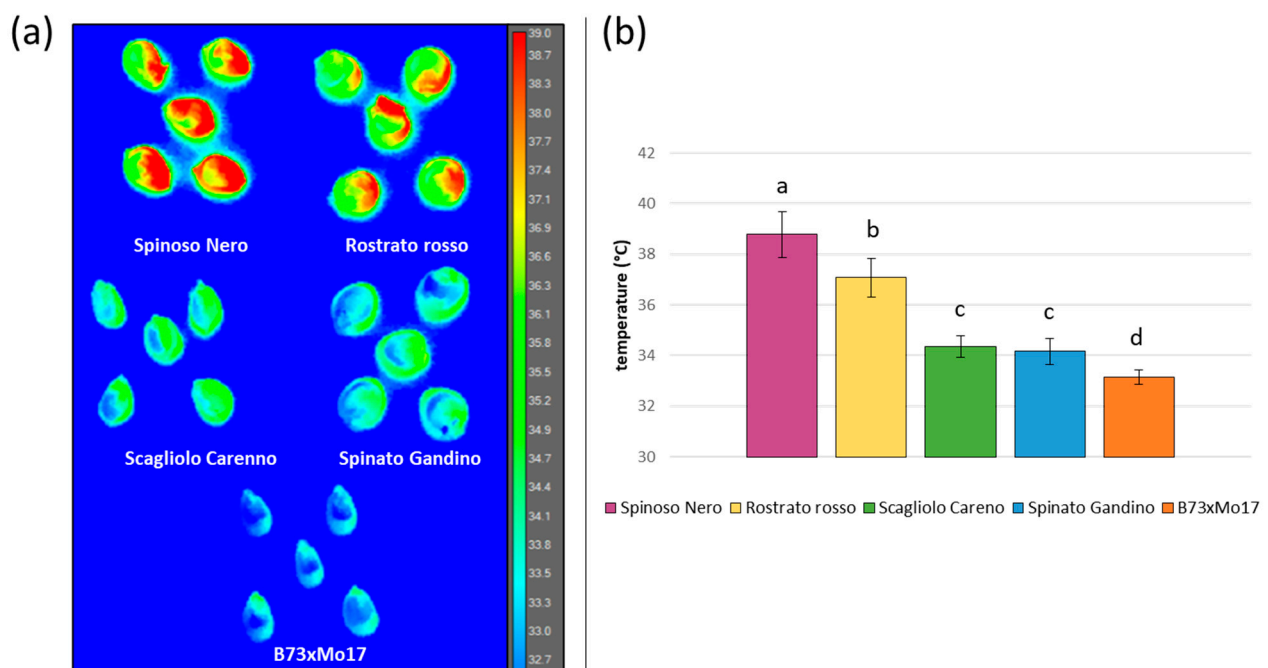 (a)
39.0
38.7
38.3
38.0
37.7
37.4
37.1
36.9
36.6
36.3
36.1
35.8
35.5
35.2
34.9
34.7
34.4
34.1
33.8
33.5
33.3
33.0
32.7
Spinoso Nero
Rostrato rosso
Scagliolo Carenno
Spinato Gandino
B73xMo17
(b)
temperature (°C)
42
40
38
36
34
32
30
a
b
c
c
d
Spinoso Nero
Rostrato rosso
Scagliolo Careno
Spinato Gandino
B73xMo17